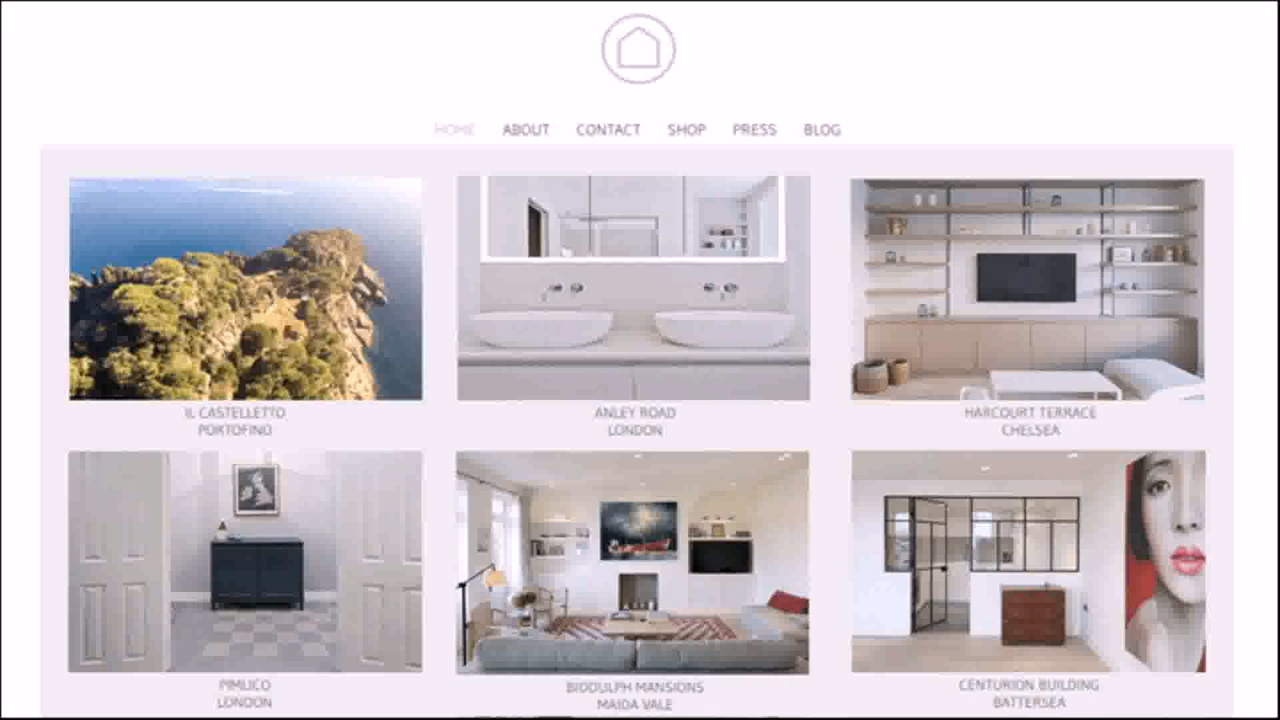 HOME ABOUT CONTACT SHOP PRESS BLOG
IL CASTELLETTO
PORTOFINO
ANLEY ROAD
LONDON
HARCOURT TERRACE
CHELSEA
PIMLICO
LONDON
BIDDULPH MANSIONS
MAIDA VALE
CENTURION BUILDING
BATTERSEA